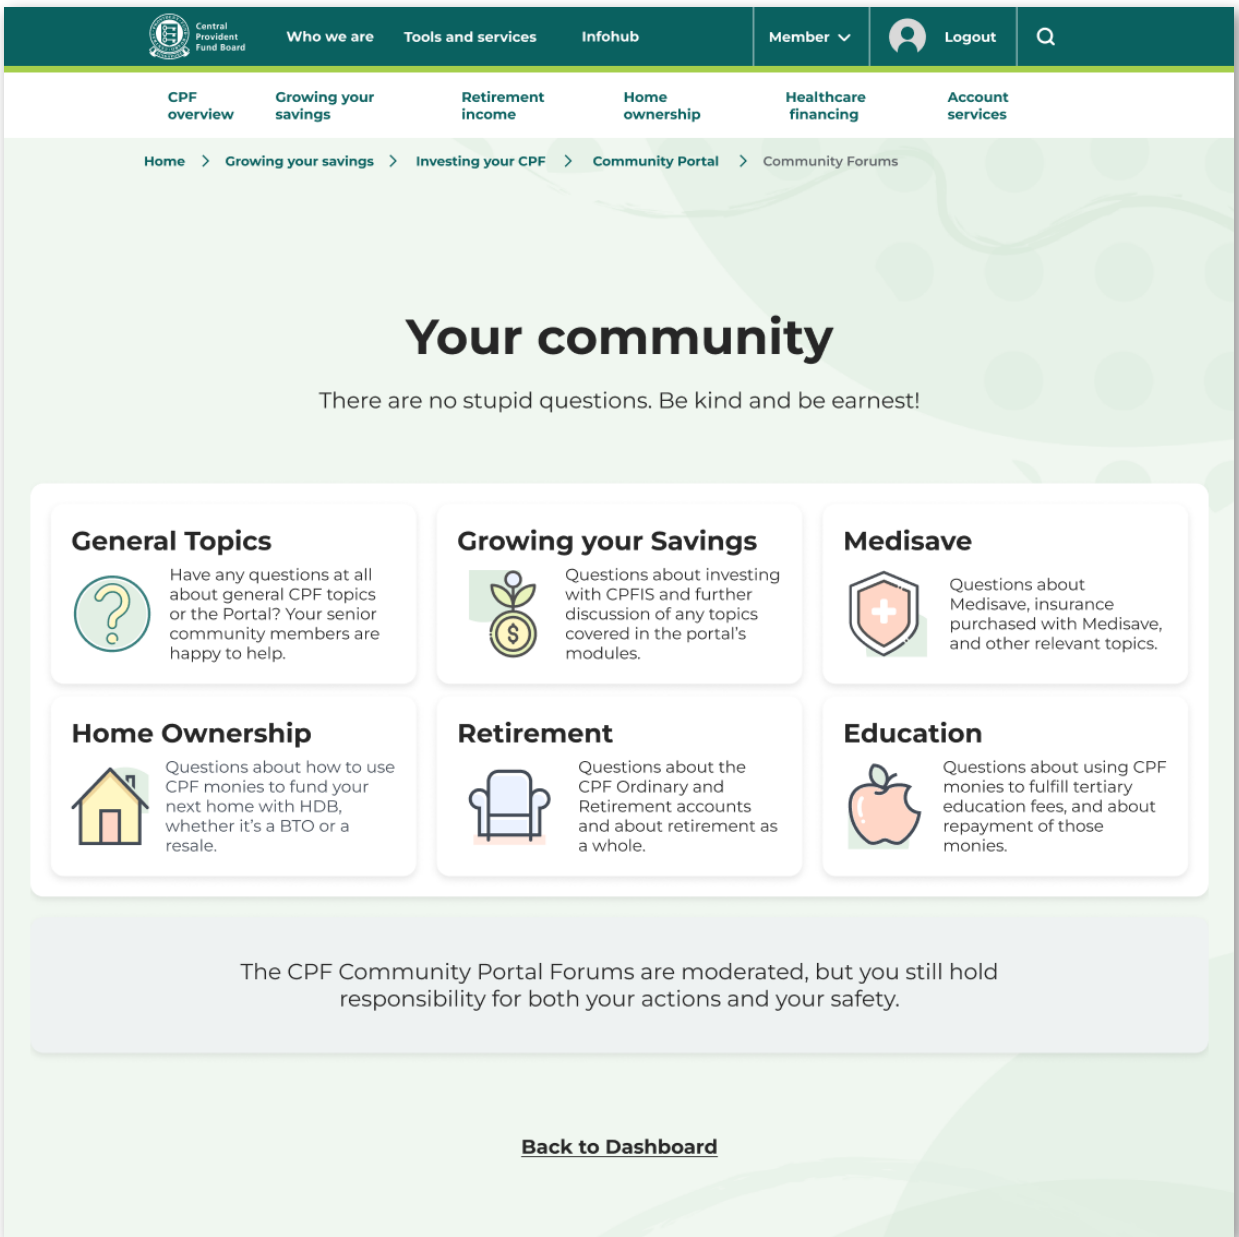 Central
Provident
Fund Board
Who we are
Tools and services
Infohub
Member
Logout
CPF
overview
Growing your
savings
Retirement
income
Home
ownership
Healthcare
financing
Account
services
Home > Growing your savings > Investing your CPF > Community Portal > Community Forums
Your community
There are no stupid questions. Be kind and be earnest!
General Topics
Have any questions at all
about general CPF topics
or the Portal? Your senior
community members are
happy to help.
Growing your Savings
Questions about investing
with CPFIS and further
discussion of any topics
covered in the portal's
modules.
Medisave
Questions about
Medisave, insurance
purchased with Medisave,
and other relevant topics.
Home Ownership
Questions about how to use
CPF monies to fund your
next home with HDB,
whether it's a BTO or a
resale.
Retirement
Questions about the
CPF Ordinary and
Retirement accounts
and about retirement as
a whole.
Education
Questions about using CPF
monies to fulfill tertiary
education fees, and about
repayment of those
monies.
The CPF Community Portal Forums are moderated, but you still hold
responsibility for both your actions and your safety.
Back to Dashboard